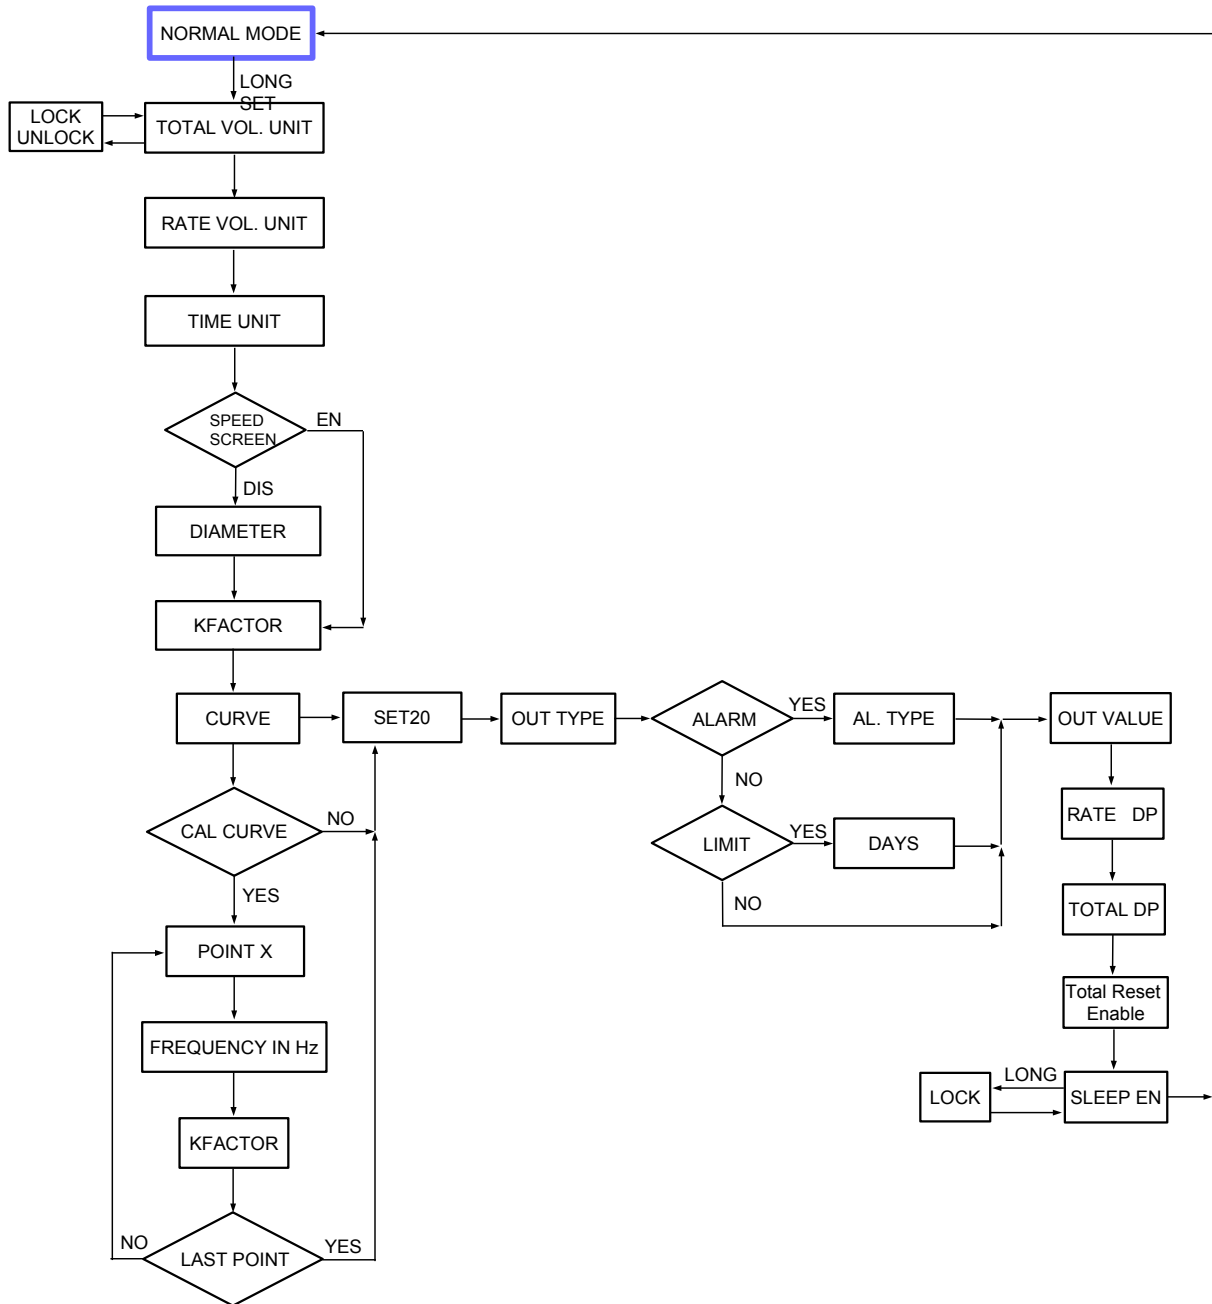 NORMAL MODE
LONG
SET
LOCK
UNLOCK
TOTAL VOL. UNIT
RATE VOL. UNIT
TIME UNIT
SPEED
SCREEN
EN
DIS
DIAMETER
KFACTOR
CURVE
SET20
OUT TYPE
ALARM
YES
AL. TYPE
OUT VALUE
NO
CAL CURVE
NO
LIMIT
YES
DAYS
RATE DP
YES
NO
TOTAL DP
POINT X
Total Reset
Enable
FREQUENCY IN Hz
LONG
LOCK
SLEEP EN
KFACTOR
NO
LAST POINT
YES